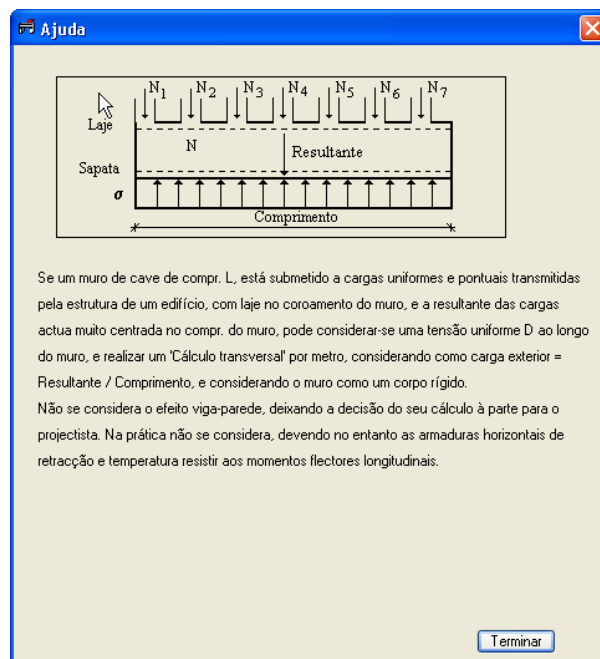 Ajuda
N1 N2 N3 N4 N5 N6 N7
Laje
N
Resultante
Sapata
σ
Comprimento
Se um muro de cave de compr. L, está submetido a cargas uniformes e pontuais transmitidas
pela estrutura de um edifício, com laje no coroamento do muro, e a resultante das cargas
actua muito centrada no compr. do muro, pode considerar-se uma tensão uniforme D ao longo
do muro, e realizar um 'Cálculo transversal' por metro, considerando como carga exterior =
Resultante / Comprimento, e considerando o muro como um corpo rígido.
Não se considera o efeito viga-parede, deixando a decisão do seu cálculo à parte para o
projectista. Na prática não se considera, devendo no entanto as armaduras horizontais de
retracção e temperatura resistir aos momentos flectores longitudinais.
Terminar